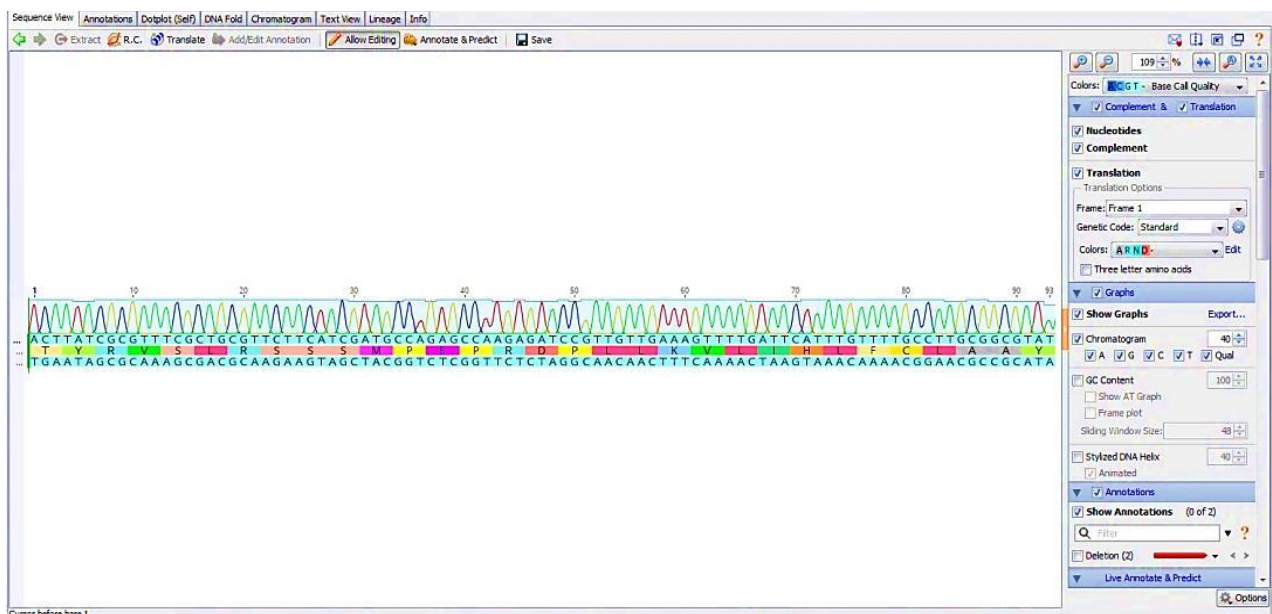 Sequence View Annotations Dotplot (Self) DNA Fold Chromatogram Text View Lineage Info
Extract R.C. Translate Add/Edit Annotation Allow Editing Annotate & Predict Save ?
109 %
Colors: A C G T - Base Call Quality
Complement & Translation
Nucleotides
Complement
Translation
Translation Options
Frame: Frame 1
Genetic Code: Standard
Colors: A R N D - Edit
Three letter amino acids
Graphs
Show Graphs Export...
Chromatogram 40
A G C T Qual
GC Content 100
Show AT Graph
Frame plot
Sliding Window Size: 48
Stylized DNA Helix 40
Animated
Annotations
Show Annotations (0 of 2)
Filter ?
Deletion (2)
Live Annotate & Predict
Options
1 10 20 30 40 50 60 70 80 90 93
ACTTATCGCGTTTCGCTGCGTTCTTCATCGATGCCAGAGCCAAGAGATCCGTTGTTGAAAGTTTTGATTCATTTGTTTTGCCTTGCGGCGTAT
T Y R V S L R S S S M P E P R D P L L K V L I H L F C L A A Y
TGAATAGCGCAAAGCGACGCAAGAAGTAGCTACGGTCTCGGTTCTCTAGGCAACAACTTTCAAAACTAAGTAAACAAAACGGAACGCCGCATA